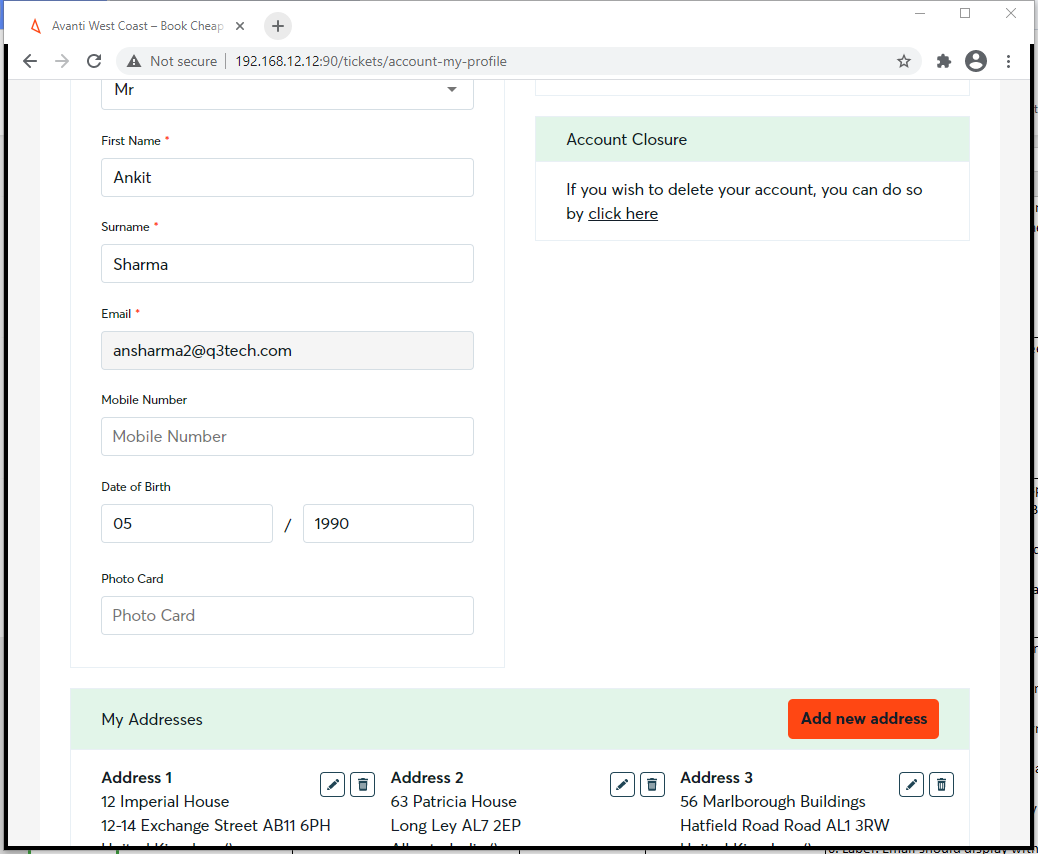 Avanti West Coast – Book Cheap
Not secure | 192.168.12.12:90/tickets/account-my-profile
Mr
First Name *
Ankit
Surname *
Sharma
Email *
ansharma2@q3tech.com
Mobile Number
Mobile Number
Date of Birth
05 / 1990
Photo Card
Photo Card
Account Closure
If you wish to delete your account, you can do so
by click here
My Addresses
Add new address
Address 1
12 Imperial House
12-14 Exchange Street AB11 6PH
Address 2
63 Patricia House
Long Ley AL7 2EP
Address 3
56 Marlborough Buildings
Hatfield Road Road AL1 3RW